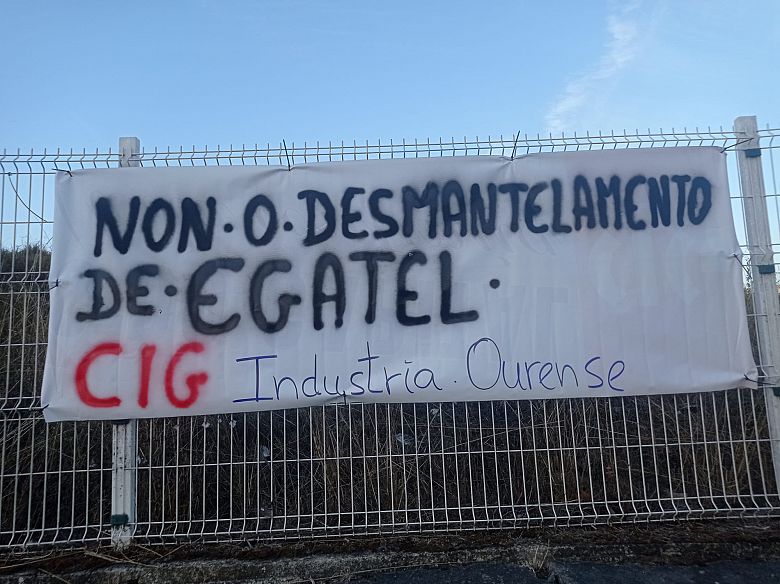 NON·O·DESMANTELAMENTO
DE·EGATEL·
CIG Industria. Ourense